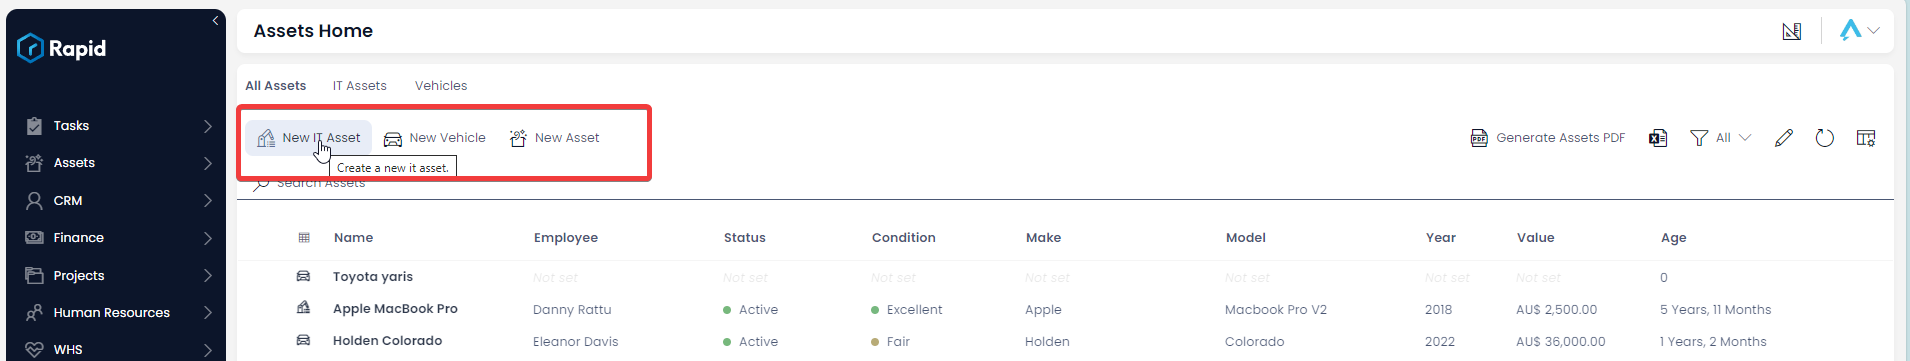 Rapid
Tasks
Assets
CRM
Finance
Projects
Human Resources
WHS
Assets Home
All Assets IT Assets Vehicles
New IT Asset New Vehicle New Asset
Create a new it asset.
PDF Generate Assets PDF All
Search Assets
Name Employee Status Condition Make Model Year Value Age
Toyota yaris Not set Not set Not set Not set Not set Not set Not set 0
Apple MacBook Pro Danny Rattu Active Excellent Apple Macbook Pro V2 2018 AU$ 2,500.00 5 Years, 11 Months
Holden Colorado Eleanor Davis Active Fair Holden Colorado 2022 AU$ 36,000.00 1 Years, 2 Months